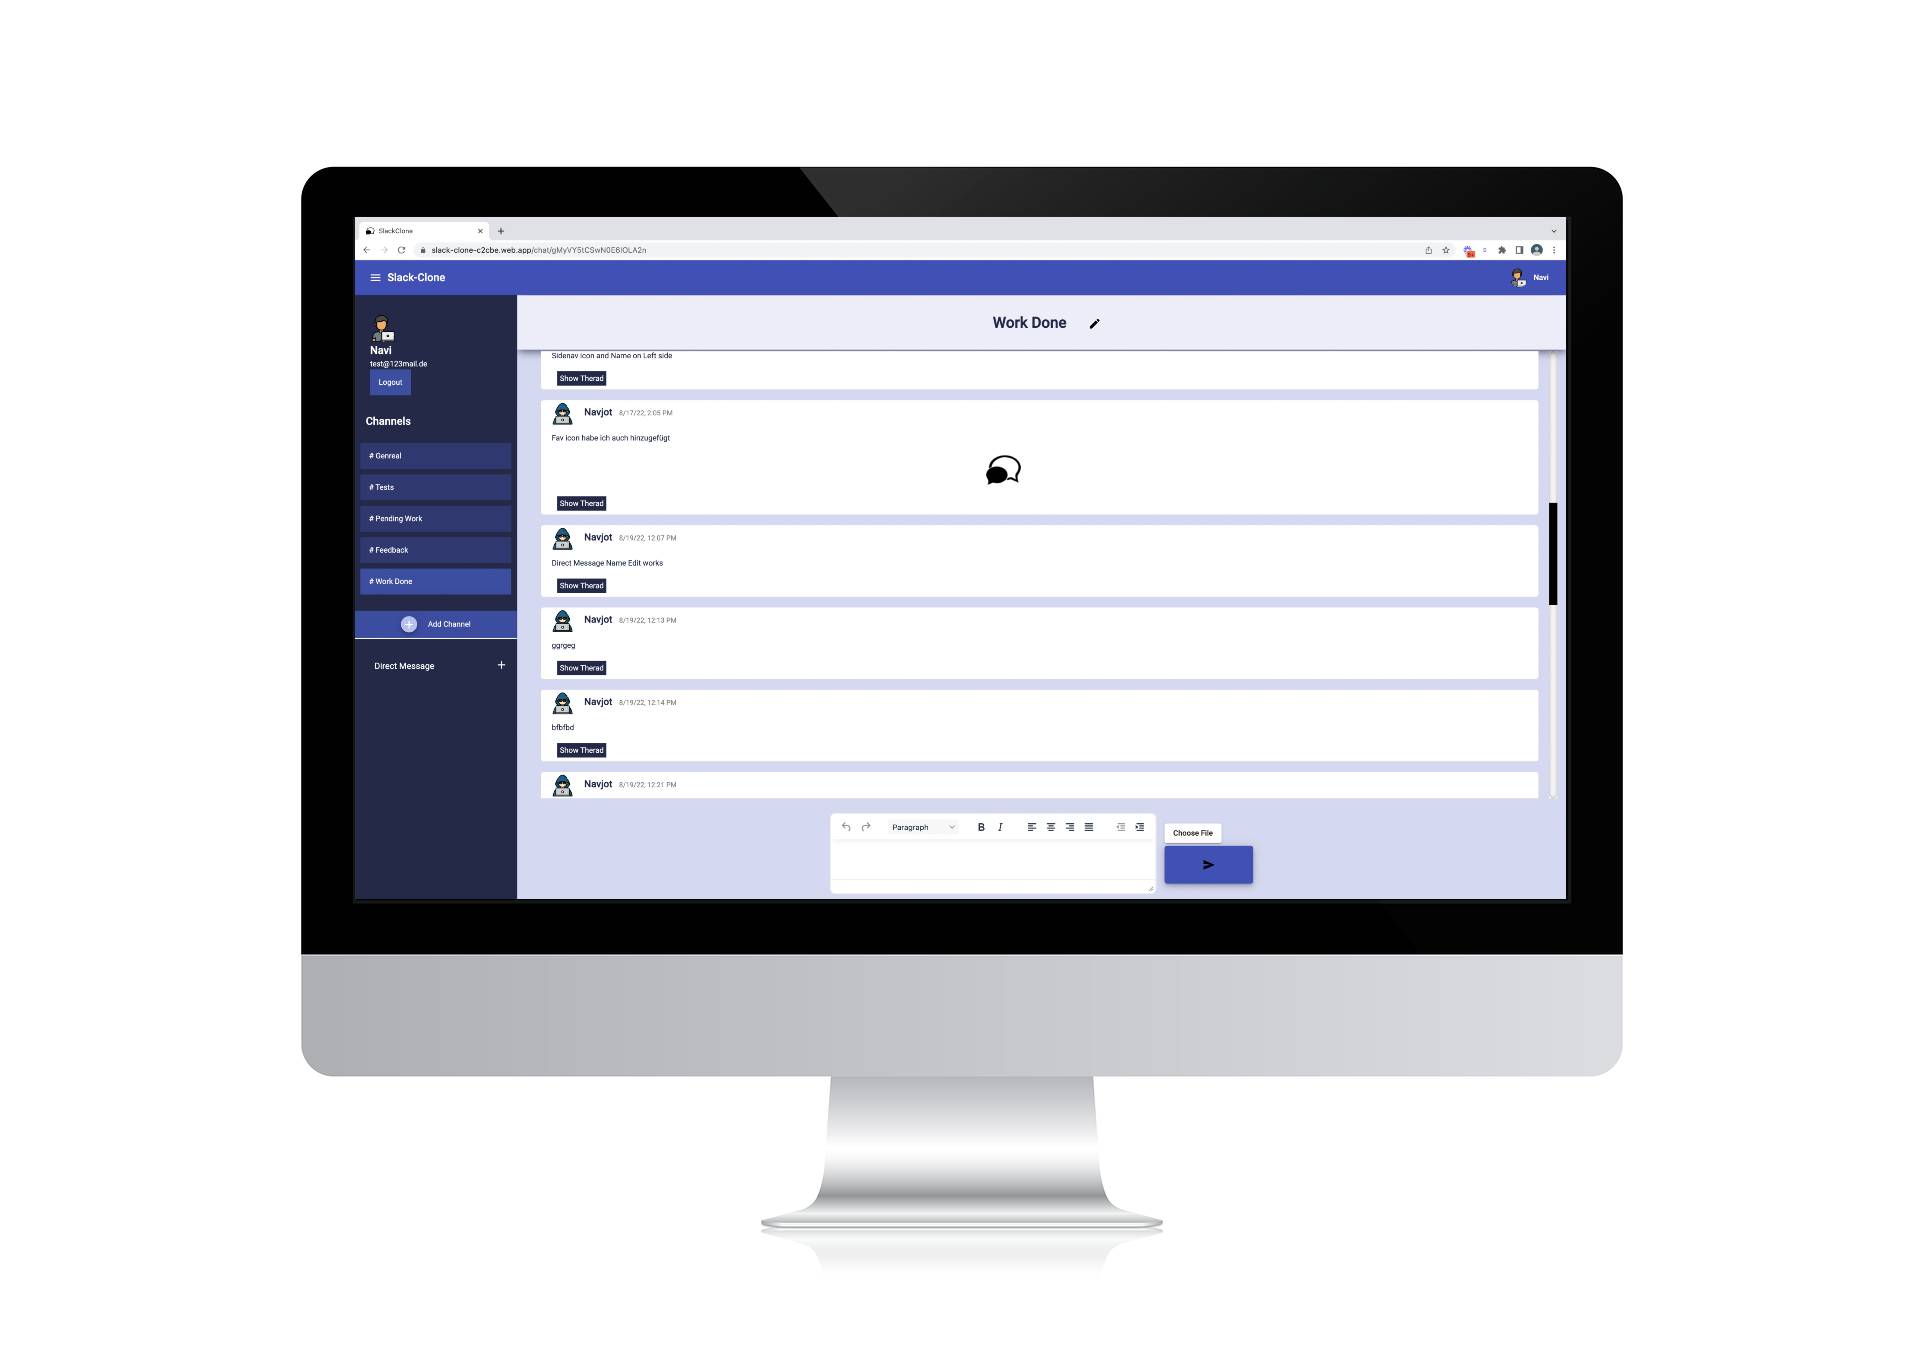 SlackClone
slack-clone-c2cbe.web.app/chat/gMyVY5tCSwN0E6IOLA2n
Slack-Clone
Navi
Navi
test@123mail.de
Logout
Channels
# Genreal
# Tests
# Pending Work
# Feedback
# Work Done
Add Channel
Direct Message
Work Done
Sidenav icon and Name on Left side
Show Therad
Navjot 8/17/22, 2:05 PM
Fav icon habe ich auch hinzugefügt
Show Therad
Navjot 8/19/22, 12:07 PM
Direct Message Name Edit works
Show Therad
Navjot 8/19/22, 12:13 PM
ggrgeg
Show Therad
Navjot 8/19/22, 12:14 PM
bfbfbd
Show Therad
Navjot 8/19/22, 12:21 PM
Paragraph B I
Choose File